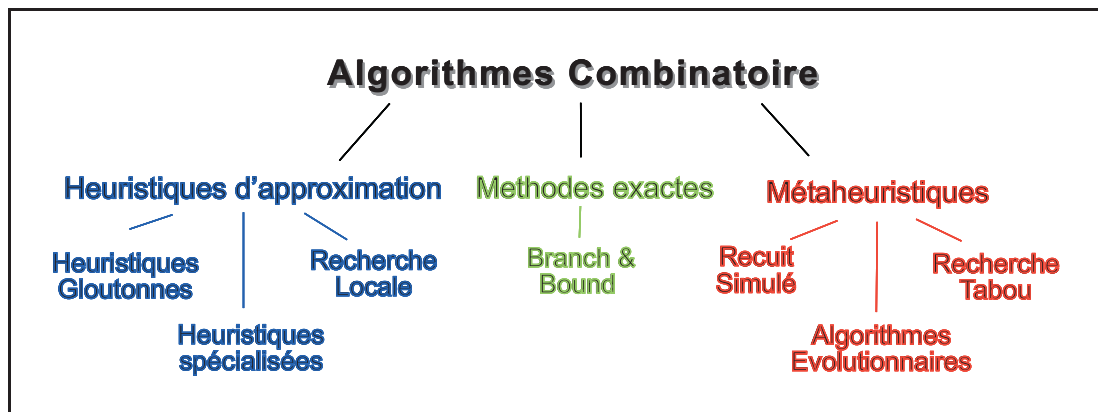 Algorithmes Combinatoire
Heuristiques d’approximation
Heuristiques
Gloutonnes
Heuristiques
spécialisées
Recherche
Locale
Methodes exactes
Branch &
Bound
Métaheuristiques
Recuit
Simulé
Algorithmes
Evolutionnaires
Recherche
Tabou